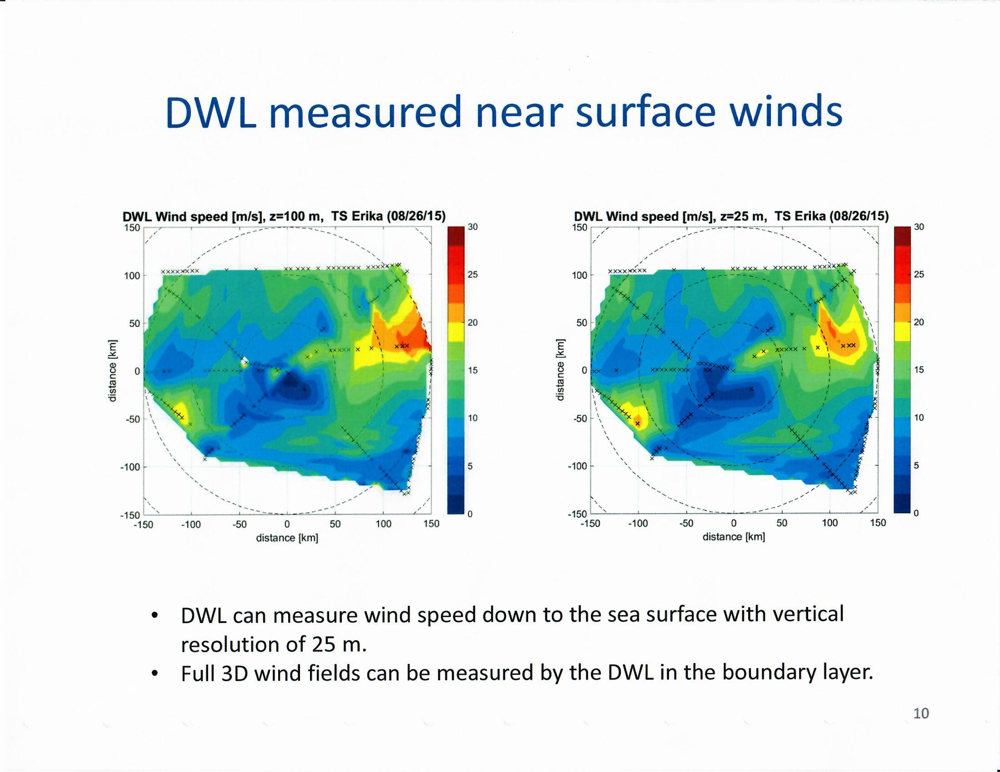 DWL measured near surface winds
DWL Wind speed [m/s], z=100 m,  TS Erika (08/26/15)
150
100
50
0
-50
-100
-150
distance [km]
-150 -100 -50 0 50 100 150
distance [km]
30
25
20
15
10
5
0
DWL Wind speed [m/s], z=25 m,  TS Erika (08/26/15)
150
100
50
0
-50
-100
-150
distance [km]
-150 -100 -50 0 50 100 150
distance [km]
30
25
20
15
10
5
0
• DWL can measure wind speed down to the sea surface with vertical
resolution of 25 m.
• Full 3D wind fields can be measured by the DWL in the boundary layer.
10